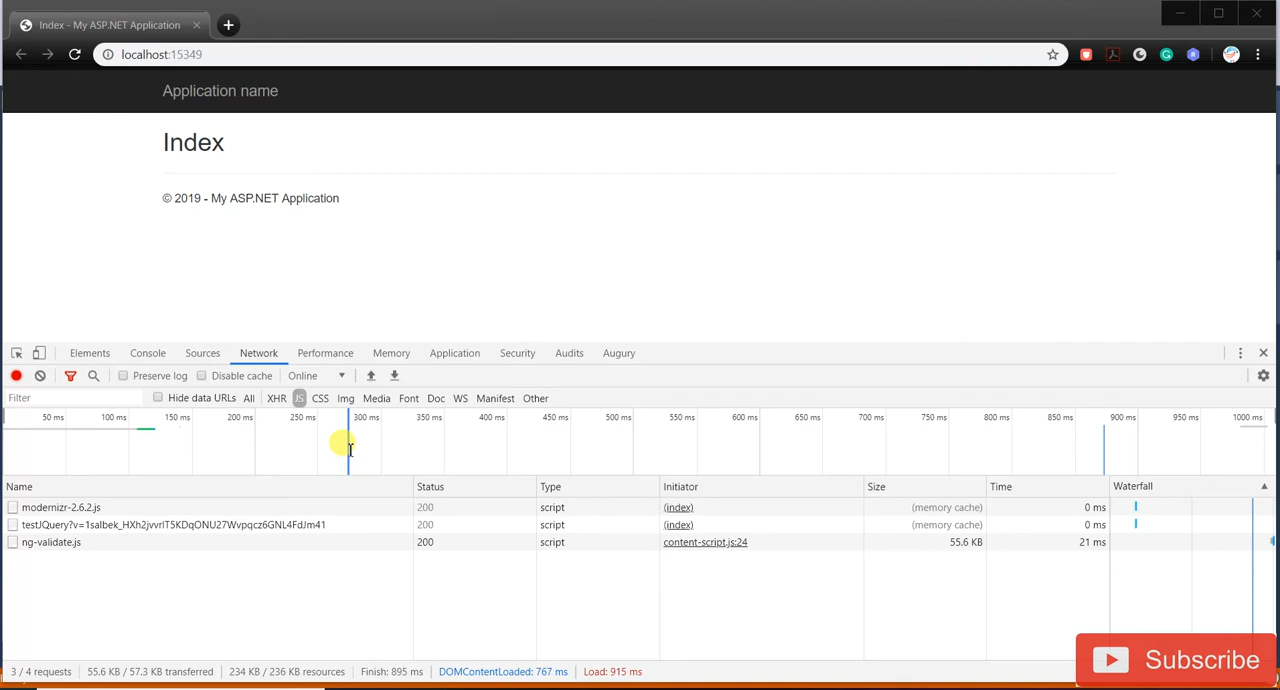 Index - My ASP.NET Application
localhost:15349
Application name
Index
© 2019 - My ASP.NET Application
Elements Console Sources Network Performance Memory Application Security Audits Augury
Preserve log Disable cache Online
Filter Hide data URLs All XHR JS CSS Img Media Font Doc WS Manifest Other
50 ms 100 ms 150 ms 200 ms 250 ms 300 ms 350 ms 400 ms 450 ms 500 ms 550 ms 600 ms 650 ms 700 ms 750 ms 800 ms 850 ms 900 ms 950 ms 1000 ms
Name Status Type Initiator Size Time Waterfall
modernizr-2.6.2.js 200 script (index) (memory cache) 0 ms
testJQuery?v=1salbek_HXh2jvvrlT5KDqONU27Wvpqcz6GNL4FdJm41 200 script (index) (memory cache) 0 ms
ng-validate.js 200 script content-script.js:24 55.6 KB 21 ms
3 / 4 requests 55.6 KB / 57.3 KB transferred 234 KB / 236 KB resources Finish: 895 ms DOMContentLoaded: 767 ms Load: 915 ms
Subscribe